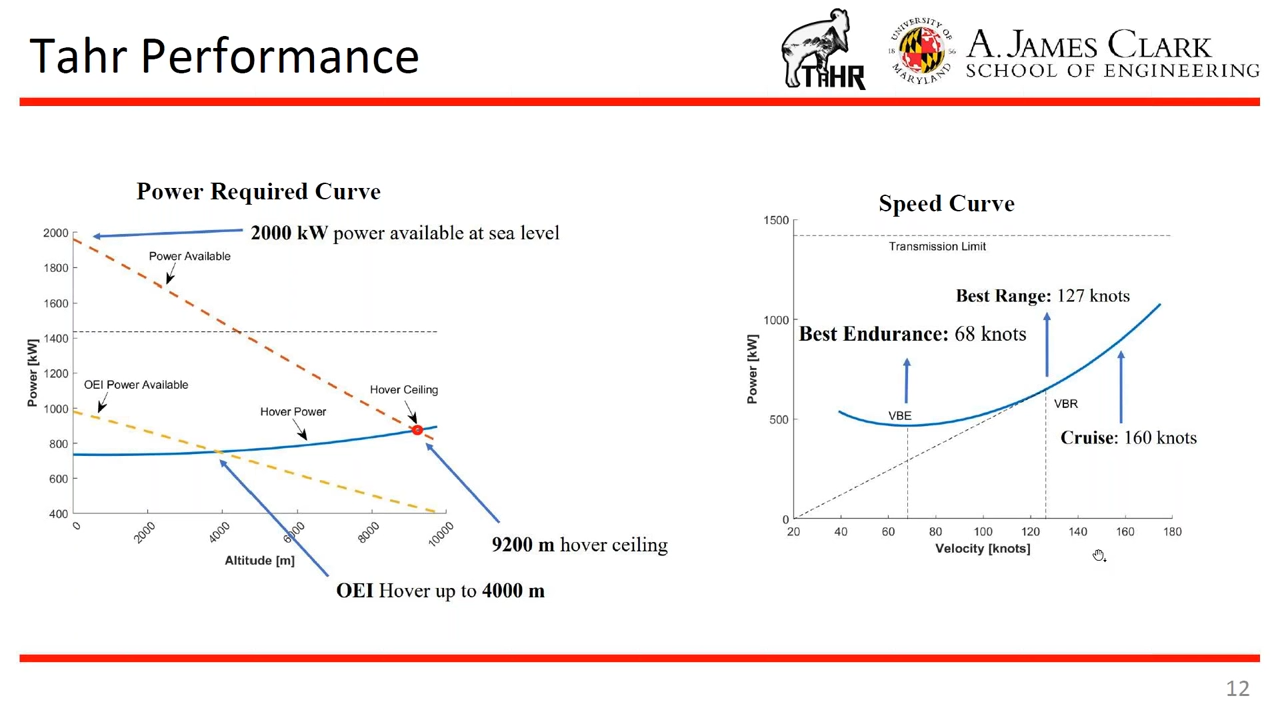 Tahr Performance
TAHR
UNIVERSITY OF
18 56
MARYLAND
A. JAMES CLARK
SCHOOL OF ENGINEERING
Power Required Curve
2000 kW power available at sea level
Power Available
OEI Power Available
Hover Power
Hover Ceiling
Power [kW]
2000
1800
1600
1400
1200
1000
800
600
400
0
2000
4000
6000
8000
10000
Altitude [m]
9200 m hover ceiling
OEI Hover up to 4000 m
Speed Curve
Transmission Limit
Best Range: 127 knots
Best Endurance: 68 knots
VBE
VBR
Cruise: 160 knots
Power [kW]
1500
1000
500
0
20 40 60 80 100 120 140 160 180
Velocity [knots]
12